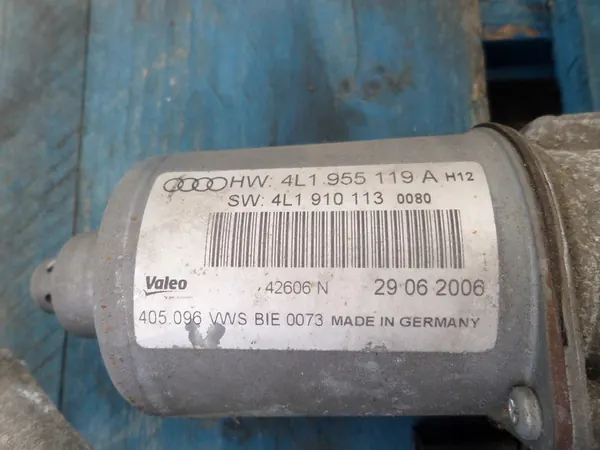 HW: 4L1 955 119 A H12
SW: 4L1 910 113 0080
Valeo 42606 N 29 06 2006
405.096 VWS BIE 0073 MADE IN GERMANY